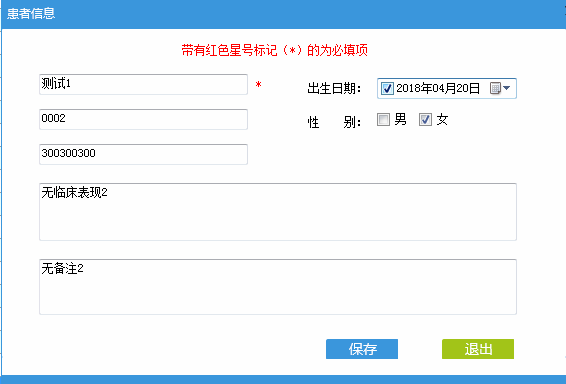 患者信息
带有红色星号标记（*）的为必填项
测试1 *
出生日期： 2018年04月20日
0002
性 别： 男 女
300300300
无临床表现2
无备注2
保存 退出